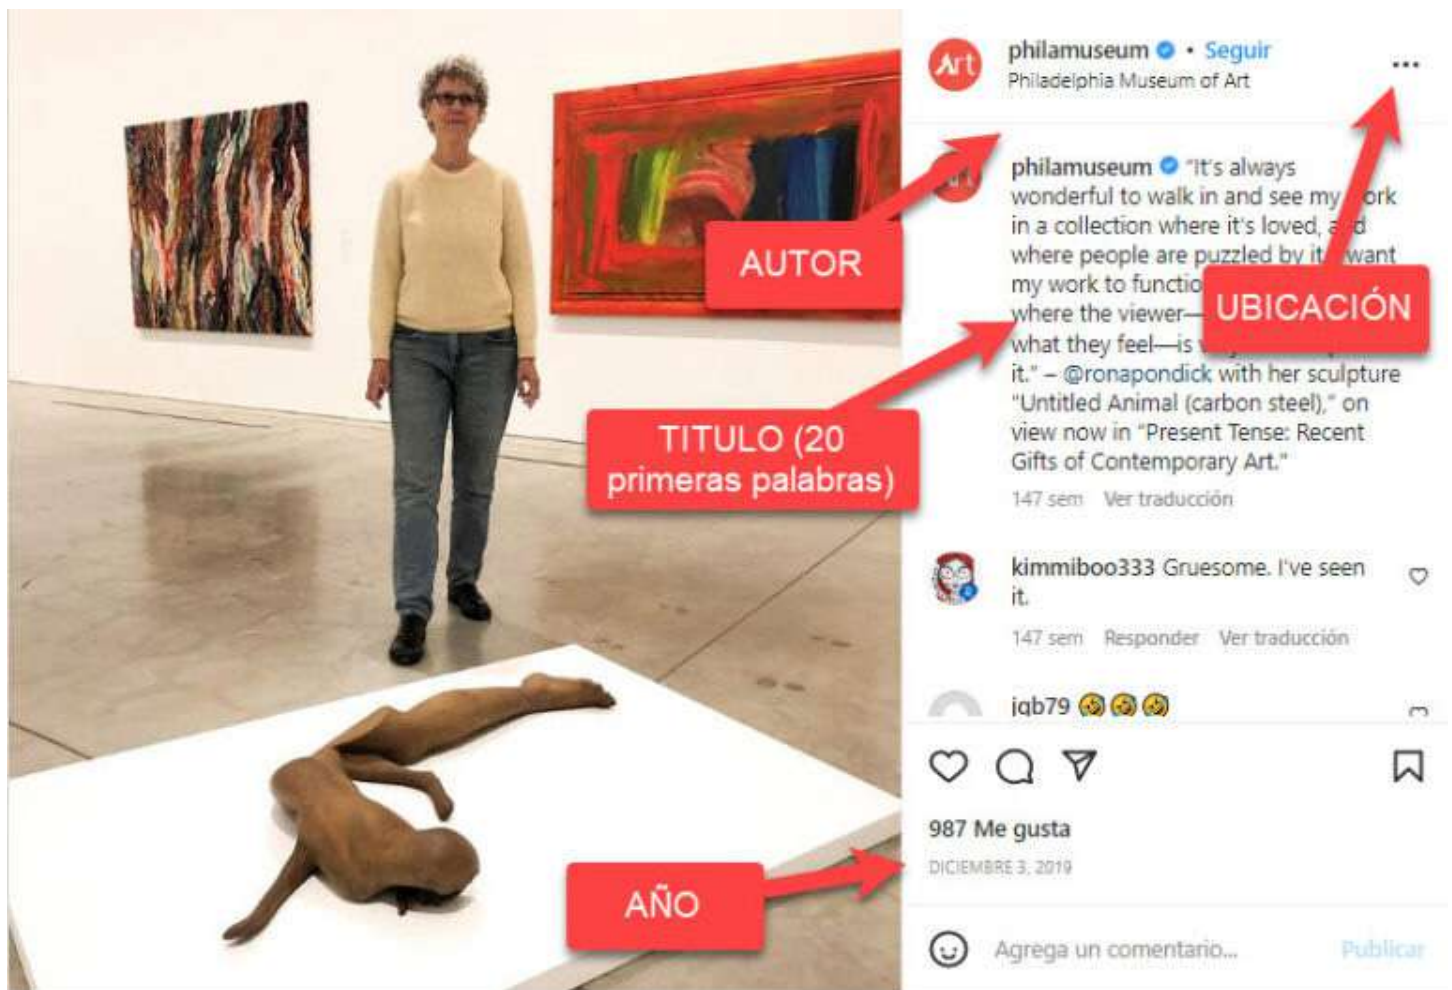 Art
philamuseum • Seguir
Philadelphia Museum of Art
...
philamuseum "It's always
wonderful to walk in and see my
in a collection where it's loved,
where people are puzzled by it. want
my work to
where the viewer—
what they feel—is
it." – @ronapondick with her sculpture
"Untitled Animal (carbon steel)," on
view now in "Present Tense: Recent
Gifts of Contemporary Art."
147 sem Ver traducción
AUTOR
UBICACIÓN
TITULO (20
primeras palabras)
kimmiboo333 Gruesome. I've seen
it.
147 sem Responder Ver traducción
jgb79 🤣🤣🤣
987 Me gusta
DICIEMBRE 3, 2019
AÑO
Agrega un comentario...
Publicar